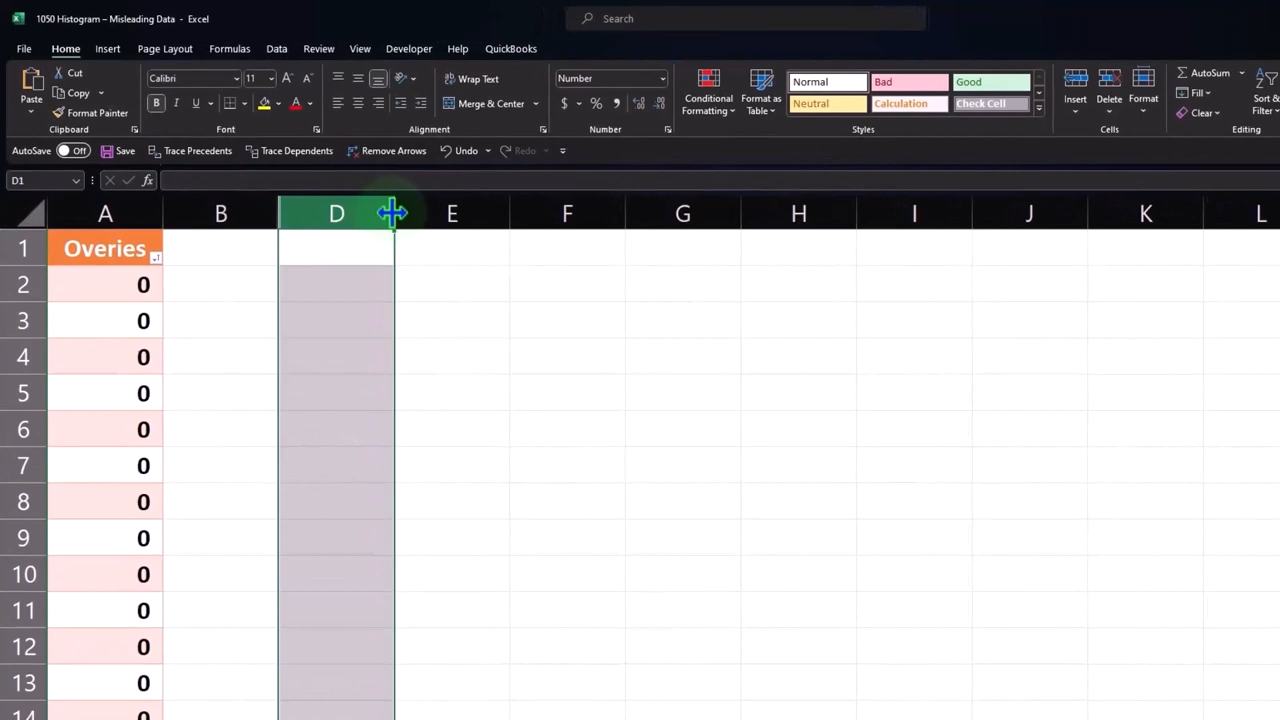 1050 Histogram – Misleading Data - Excel
Search
File Home Insert Page Layout Formulas Data Review View Developer Help QuickBooks
Paste
Cut
Copy
Format Painter
Clipboard
Calibri 11
B I U A
Font
Wrap Text
Merge & Center
Alignment
Number
$ % ,
Number
Conditional
Formatting
Format as
Table
Normal Bad Good
Neutral Calculation Check Cell
Styles
Insert Delete Format
Cells
AutoSum
Fill
Clear
Sort &
Filter
Editing
AutoSave Off Save Trace Precedents Trace Dependents Remove Arrows Undo Redo
D1 fx
A B D E F G H I J K L
1 Overies
2 0
3 0
4 0
5 0
6 0
7 0
8 0
9 0
10 0
11 0
12 0
13 0
14 0